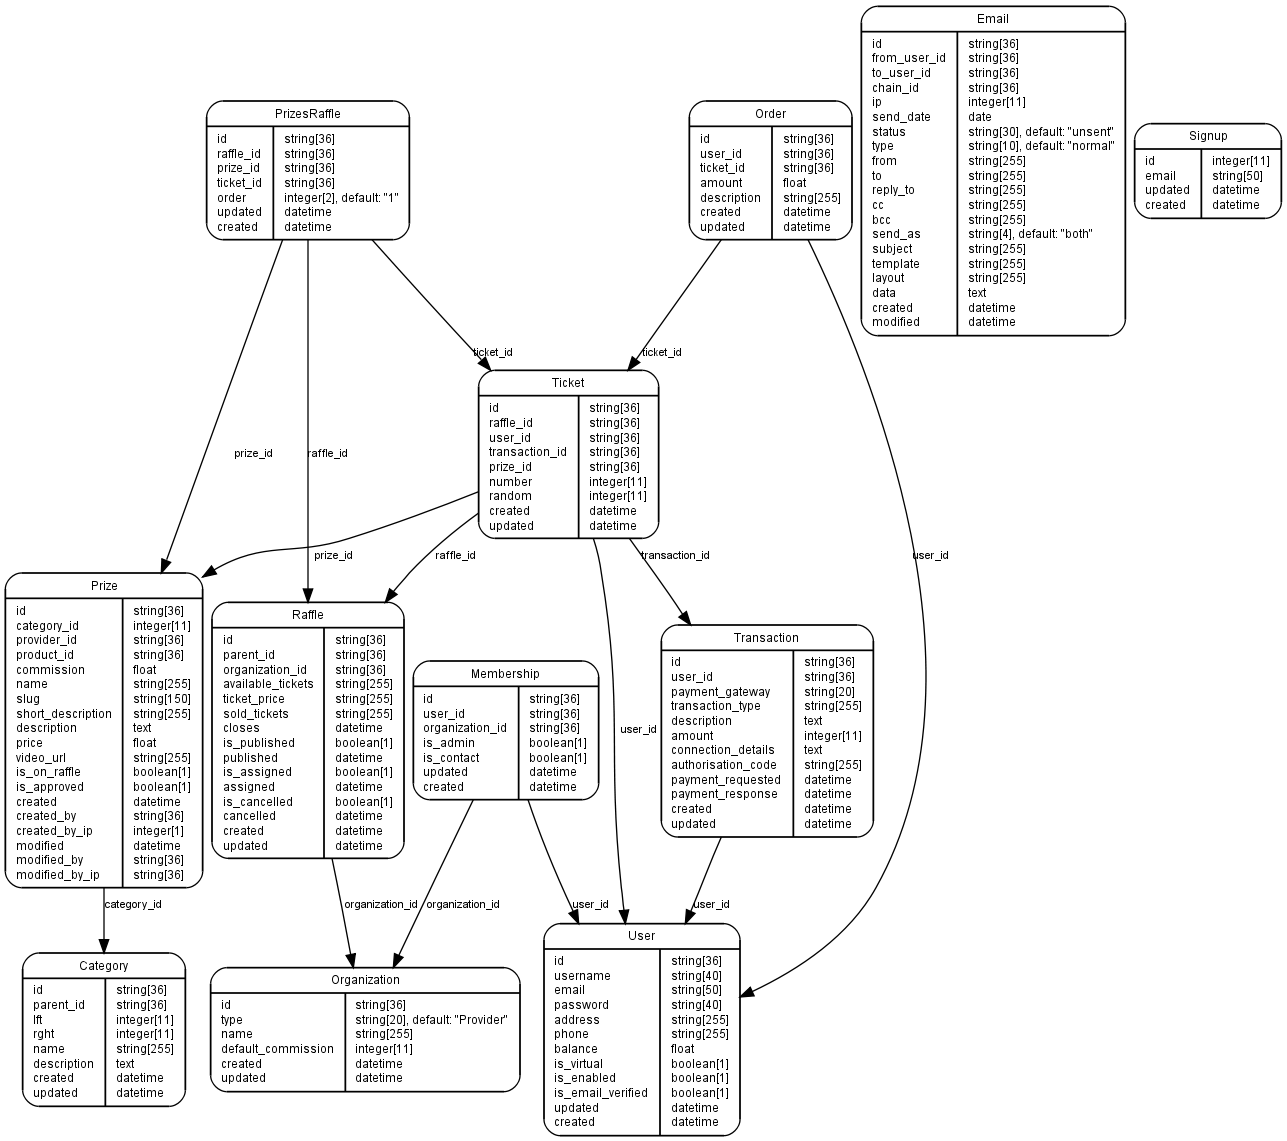 Email
id string[36]
from_user_id string[36]
to_user_id string[36]
chain_id string[36]
ip integer[11]
send_date date
status string[30], default: "unsent"
type string[10], default: "normal"
from string[255]
to string[255]
reply_to string[255]
cc string[255]
bcc string[255]
send_as string[4], default: "both"
subject string[255]
template string[255]
layout string[255]
data text
created datetime
modified datetime
PrizesRaffle
id string[36]
raffle_id string[36]
prize_id string[36]
ticket_id string[36]
order integer[2], default: "1"
updated datetime
created datetime
Order
id string[36]
user_id string[36]
ticket_id string[36]
amount float
description string[255]
created datetime
updated datetime
Signup
id integer[11]
email string[50]
updated datetime
created datetime
ticket_id
ticket_id
Ticket
id string[36]
raffle_id string[36]
user_id string[36]
transaction_id string[36]
prize_id string[36]
number integer[11]
random integer[11]
created datetime
updated datetime
prize_id
raffle_id
prize_id
raffle_id
transaction_id
user_id
Prize
id string[36]
category_id integer[11]
provider_id string[36]
product_id string[36]
commission float
name string[255]
slug string[150]
short_description string[255]
description text
price float
video_url string[255]
is_on_raffle boolean[1]
is_approved boolean[1]
created datetime
created_by string[36]
created_by_ip integer[1]
modified datetime
modified_by string[36]
modified_by_ip string[36]
Raffle
id string[36]
parent_id string[36]
organization_id string[36]
available_tickets string[255]
ticket_price string[255]
sold_tickets string[255]
closes datetime
is_published boolean[1]
published datetime
is_assigned boolean[1]
assigned datetime
is_cancelled boolean[1]
cancelled datetime
created datetime
updated datetime
Membership
id string[36]
user_id string[36]
organization_id string[36]
is_admin boolean[1]
is_contact boolean[1]
updated datetime
created datetime
user_id
Transaction
id string[36]
user_id string[36]
payment_gateway string[20]
transaction_type string[255]
description text
amount integer[11]
connection_details text
authorisation_code string[255]
payment_requested datetime
payment_response datetime
created datetime
updated datetime
category_id
organization_id
organization_id
user_id
user_id
Category
id string[36]
parent_id string[36]
lft integer[11]
rght integer[11]
name string[255]
description text
created datetime
updated datetime
Organization
id string[36]
type string[20], default: "Provider"
name string[255]
default_commission integer[11]
created datetime
updated datetime
User
id string[36]
username string[40]
email string[50]
password string[40]
address string[255]
phone string[255]
balance float
is_virtual boolean[1]
is_enabled boolean[1]
is_email_verified boolean[1]
updated datetime
created datetime